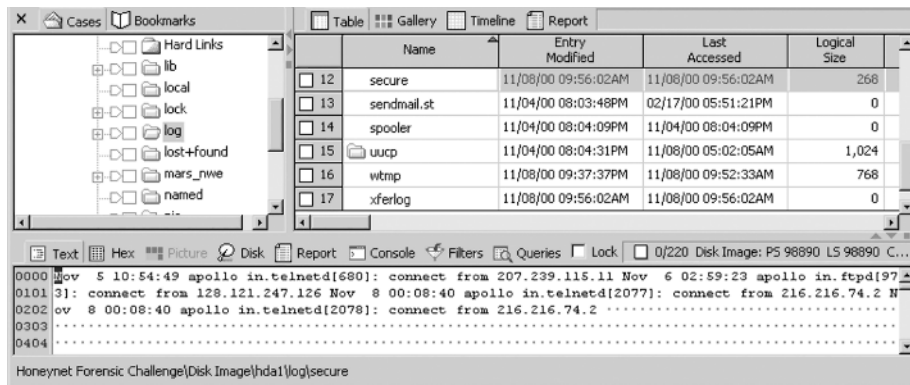 × Cases Bookmarks
Table Gallery Timeline Report
Hard Links
lib
local
lock
log
lost+found
mars_nwe
named
Name Entry Modified Last Accessed Logical Size
12 secure 11/08/00 09:56:02AM 11/08/00 09:56:02AM 268
13 sendmail.st 11/04/00 08:03:48PM 02/17/00 05:51:21PM 0
14 spooler 11/04/00 08:04:09PM 11/04/00 08:04:09PM 0
15 uucp 11/04/00 08:04:31PM 11/08/00 05:02:05AM 1,024
16 wtmp 11/08/00 09:37:37PM 11/08/00 09:52:33AM 768
17 xferlog 11/08/00 09:56:02AM 11/08/00 09:56:02AM 0
Text Hex Picture Disk Report Console Filters Queries Lock 0/220 Disk Image: PS 98890 LS 98890 C...
0000 Nov 5 10:54:49 apollo in.telnetd[680]: connect from 207.239.115.11 Nov 6 02:59:23 apollo in.ftpd[97
0101 3]: connect from 128.121.247.126 Nov 8 00:08:40 apollo in.telnetd[2077]: connect from 216.216.74.2 N
0202 ov 8 00:08:40 apollo in.telnetd[2078]: connect from 216.216.74.2
0303
0404
Honeynet Forensic Challenge\Disk Image\hda1\log\secure